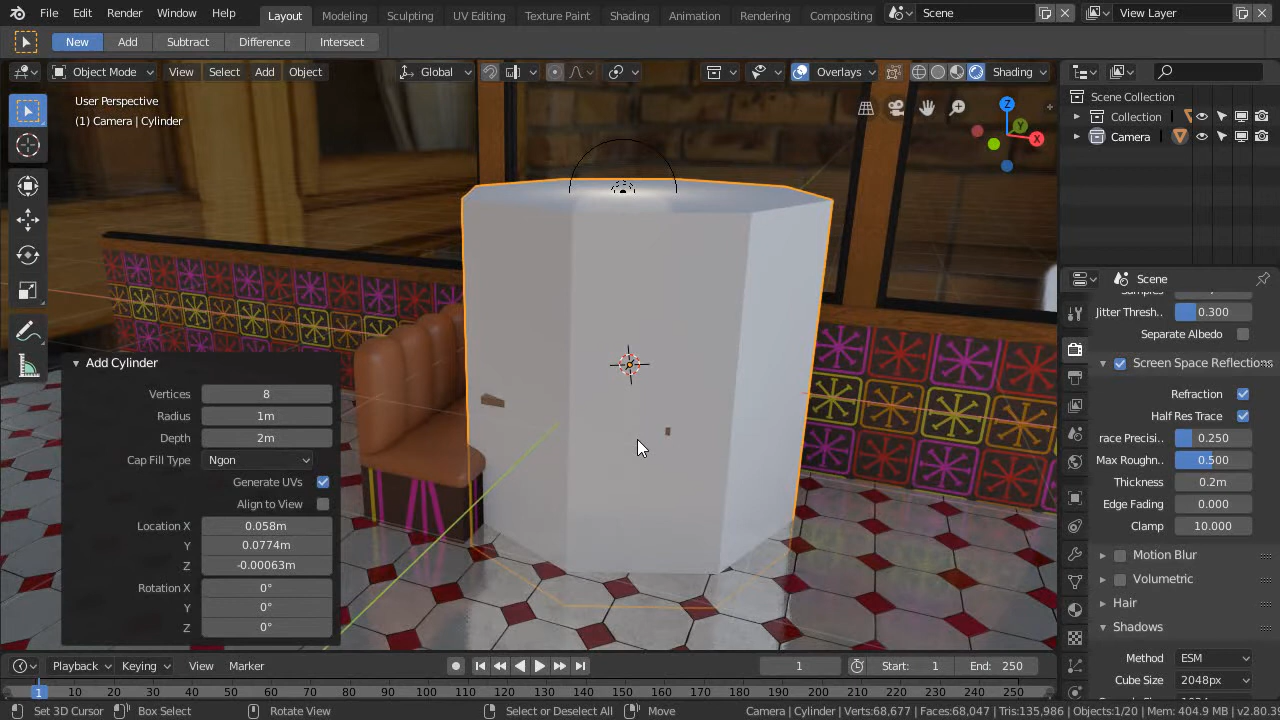 File Edit Render Window Help Layout Modeling Sculpting UV Editing Texture Paint Shading Animation Rendering Compositing Scene View Layer
New Add Subtract Difference Intersect
Object Mode View Select Add Object Global Overlays Shading
User Perspective
(1) Camera | Cylinder
Z
Y
X
Scene Collection
Collection
Camera
Scene
Jitter Thresh.. 0.300
Separate Albedo
Screen Space Reflections
Refraction
Half Res Trace
race Precisi.. 0.250
Max Roughn.. 0.500
Thickness 0.2m
Edge Fading 0.000
Clamp 10.000
Motion Blur
Volumetric
Hair
Shadows
Method ESM
Cube Size 2048px
Add Cylinder
Vertices 8
Radius 1m
Depth 2m
Cap Fill Type Ngon
Generate UVs
Align to View
Location X 0.058m
Y 0.0774m
Z -0.00063m
Rotation X 0°
Y 0°
Z 0°
Playback Keying View Marker 1 Start: 1 End: 250
1 10 20 30 40 50 60 70 80 90 100 110 120 130 140 150 160 170 180 190 200 210 220 230 240 250
Set 3D Cursor Box Select Rotate View Select or Deselect All Move Camera | Cylinder | Verts:68,677 | Faces:68,047 | Tris:135,986 | Objects:1/20 | Mem: 404.9 MB | v2.80.39